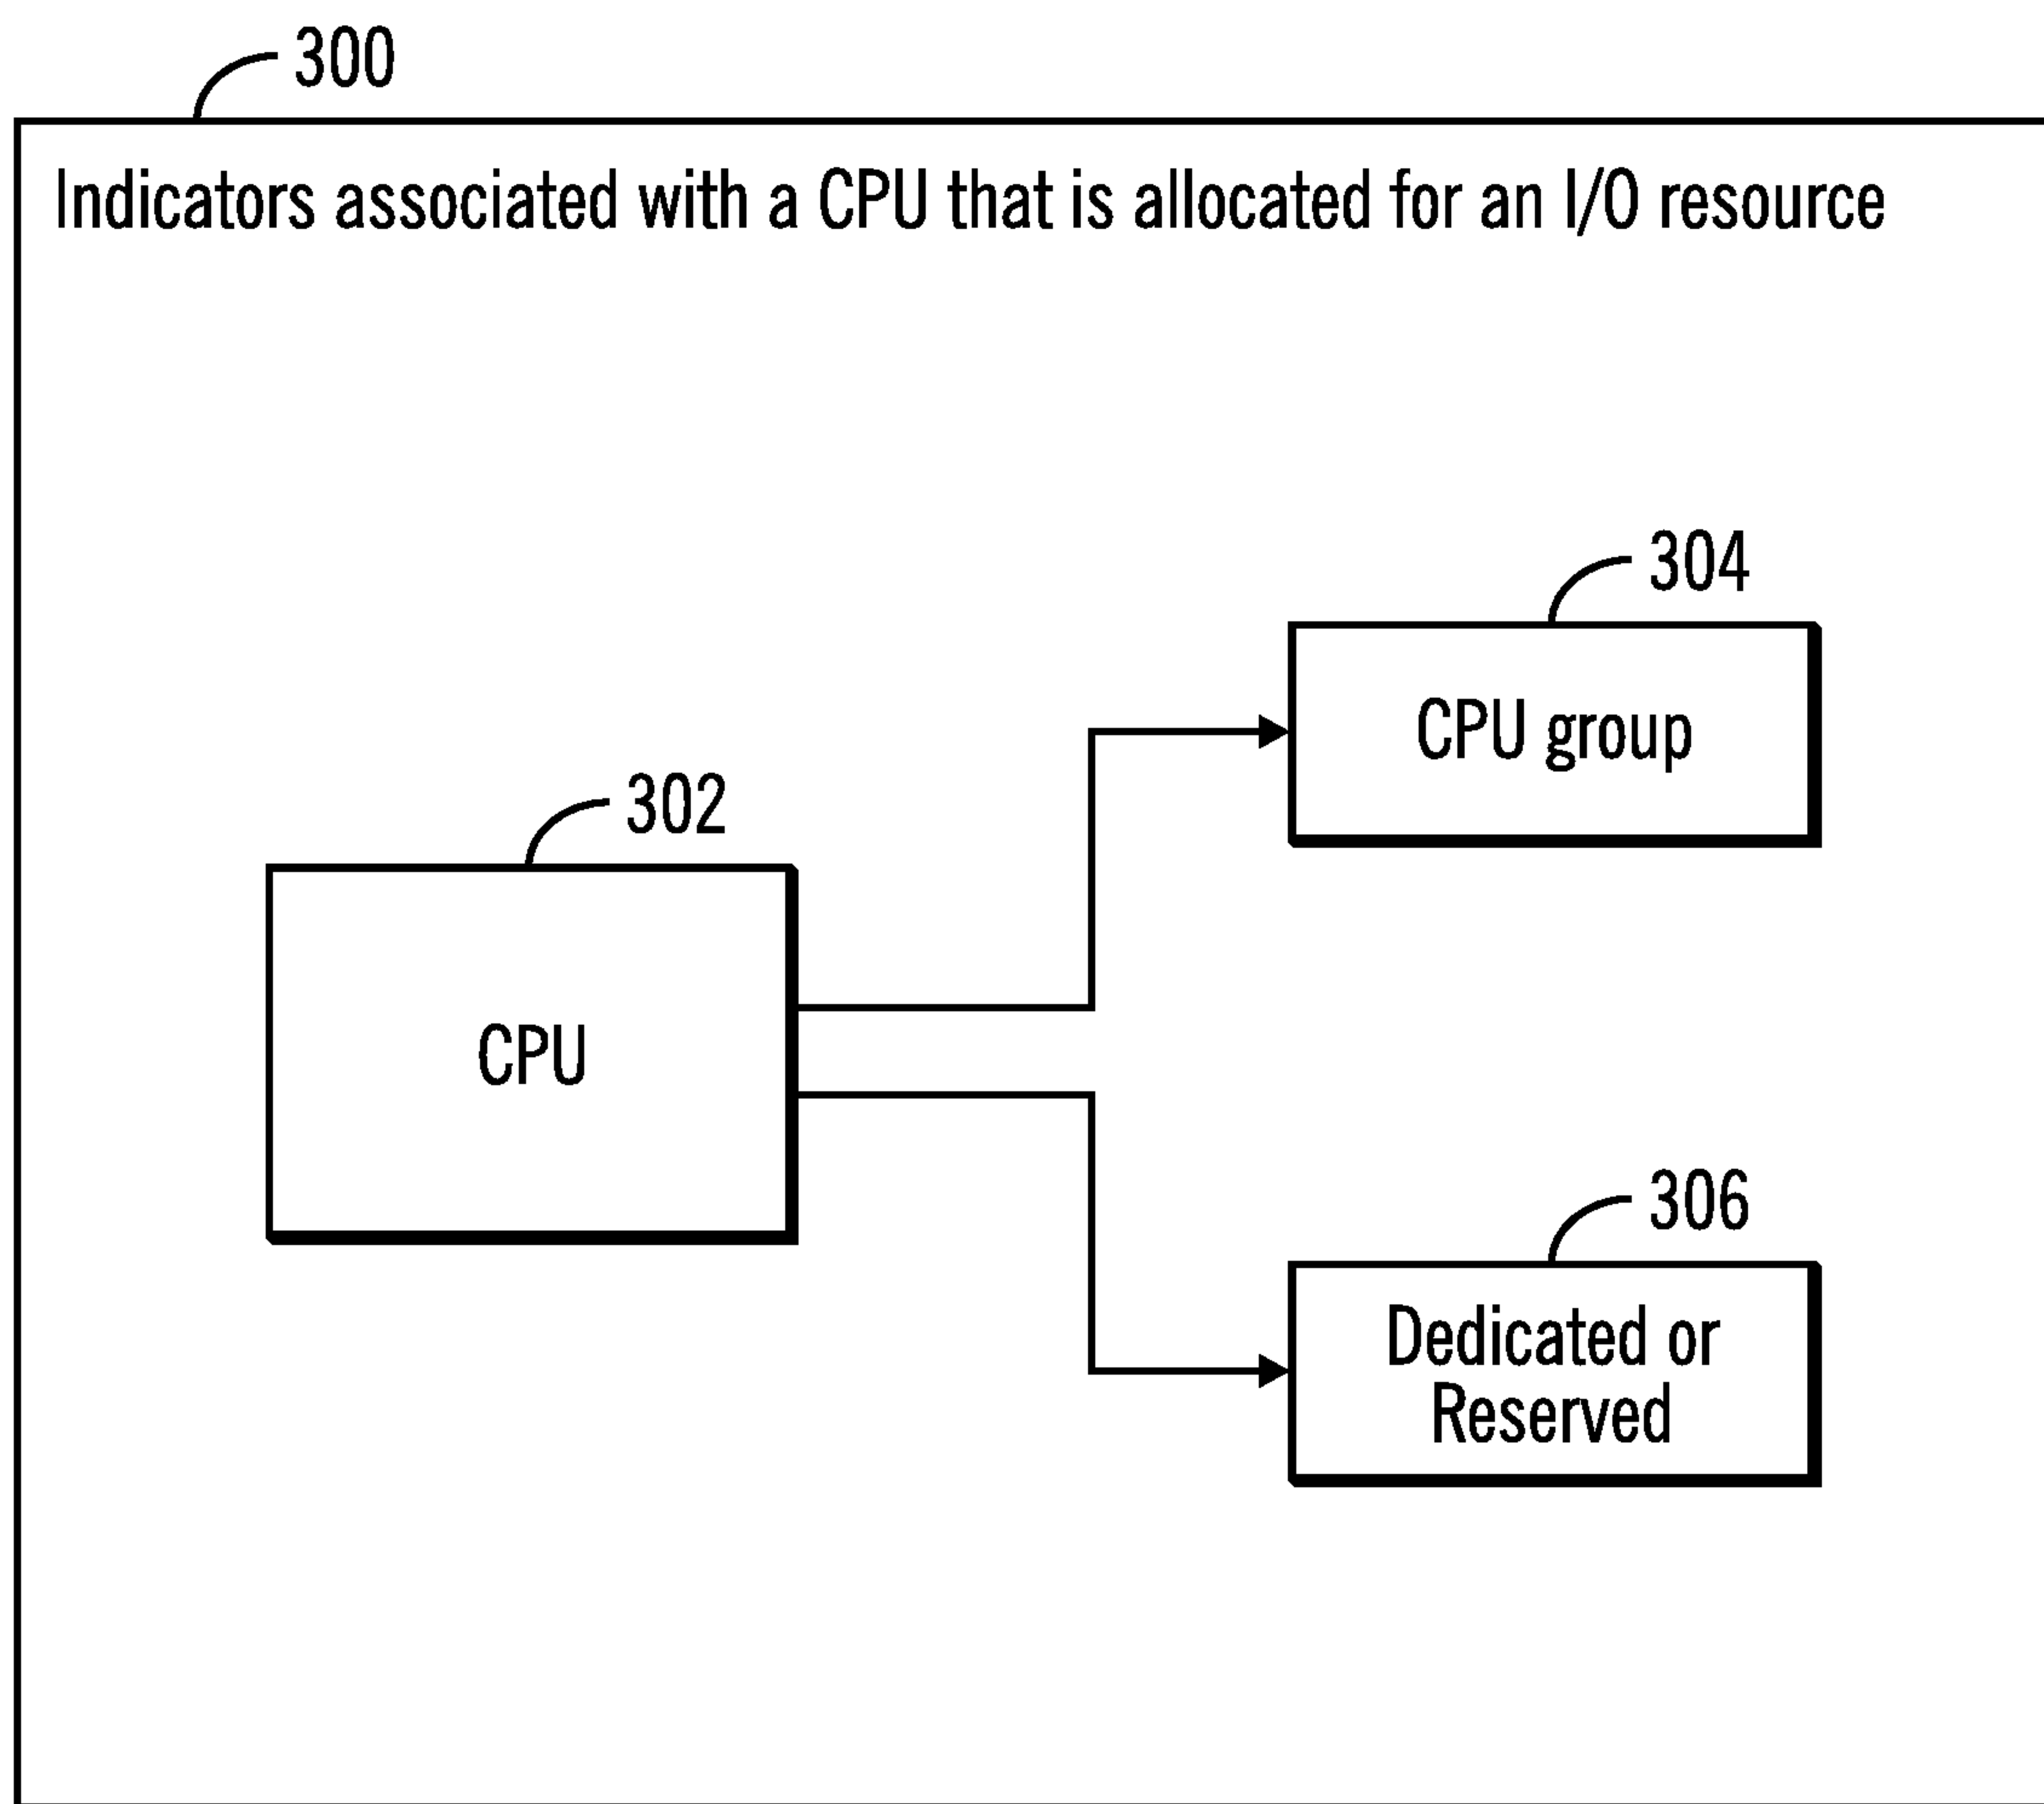 300
Indicators associated with a CPU that is allocated for an I/O resource
304
CPU group
302
CPU
306
Dedicated or
Reserved